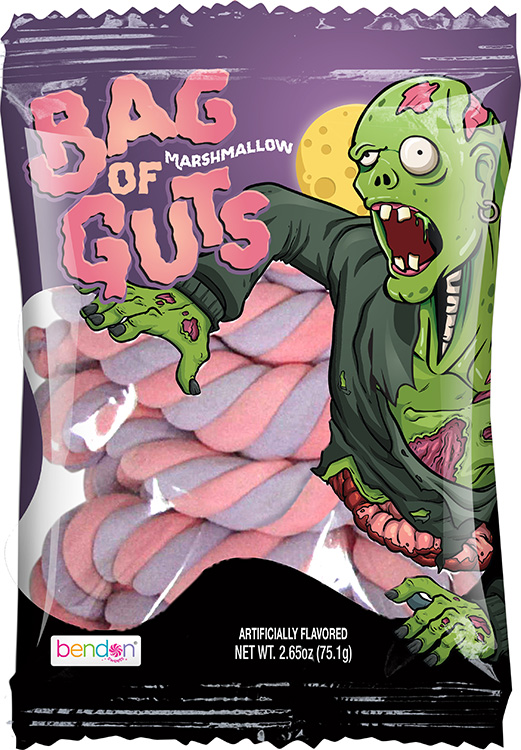 BAG
MARSHMALLOW
OF
GUTS
bendon
ARTIFICIALLY FLAVORED
NET WT. 2.65oz (75.1g)